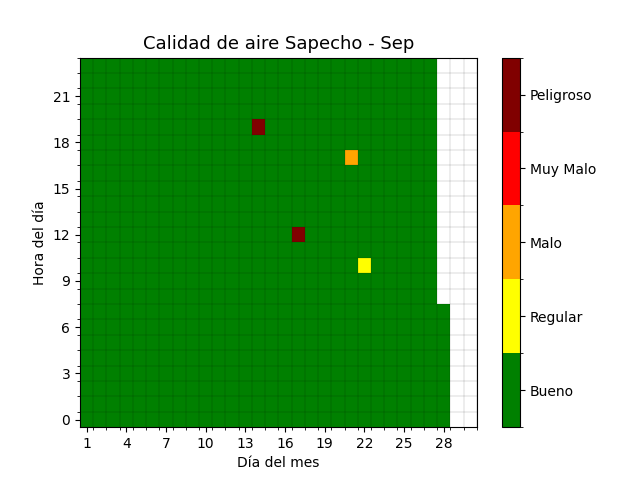 Calidad de aire Sapecho - Sep
Hora del día
21
18
15
12
9
6
3
0
1 4 7 10 13 16 19 22 25 28
Día del mes
Peligroso
Muy Malo
Malo
Regular
Bueno